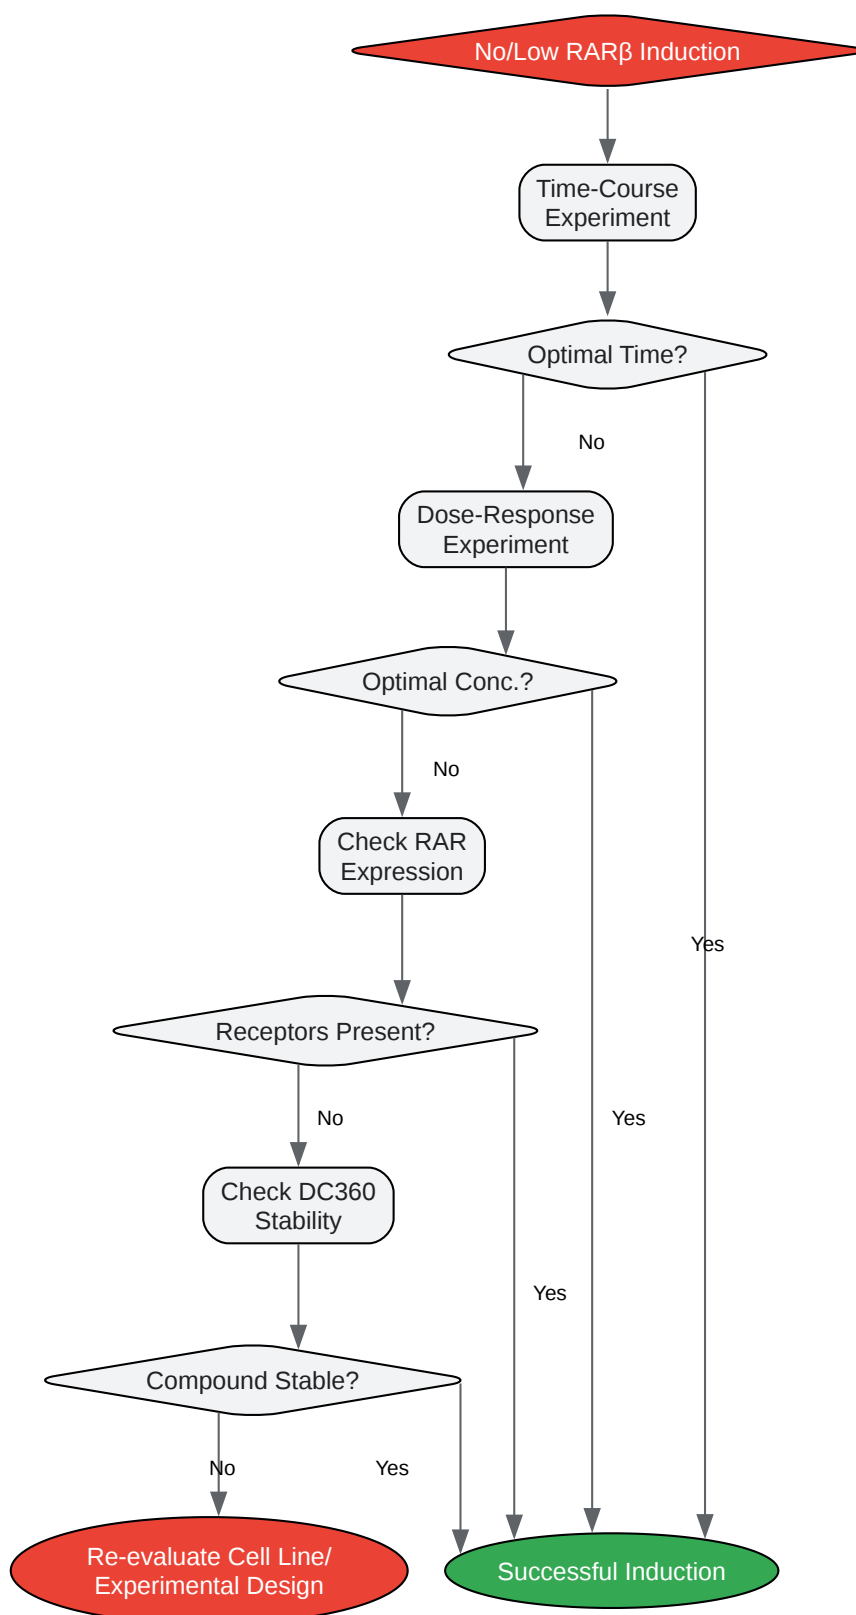 No/Low RARβ Induction
Time-Course
Experiment
Optimal Time?
No
Dose-Response
Experiment
Optimal Conc.?
No
Check RAR
Expression
Yes
Receptors Present?
No
Yes
Check DC360
Stability
Yes
Compound Stable?
No
Yes
Re-evaluate Cell Line/
Experimental Design
Successful Induction